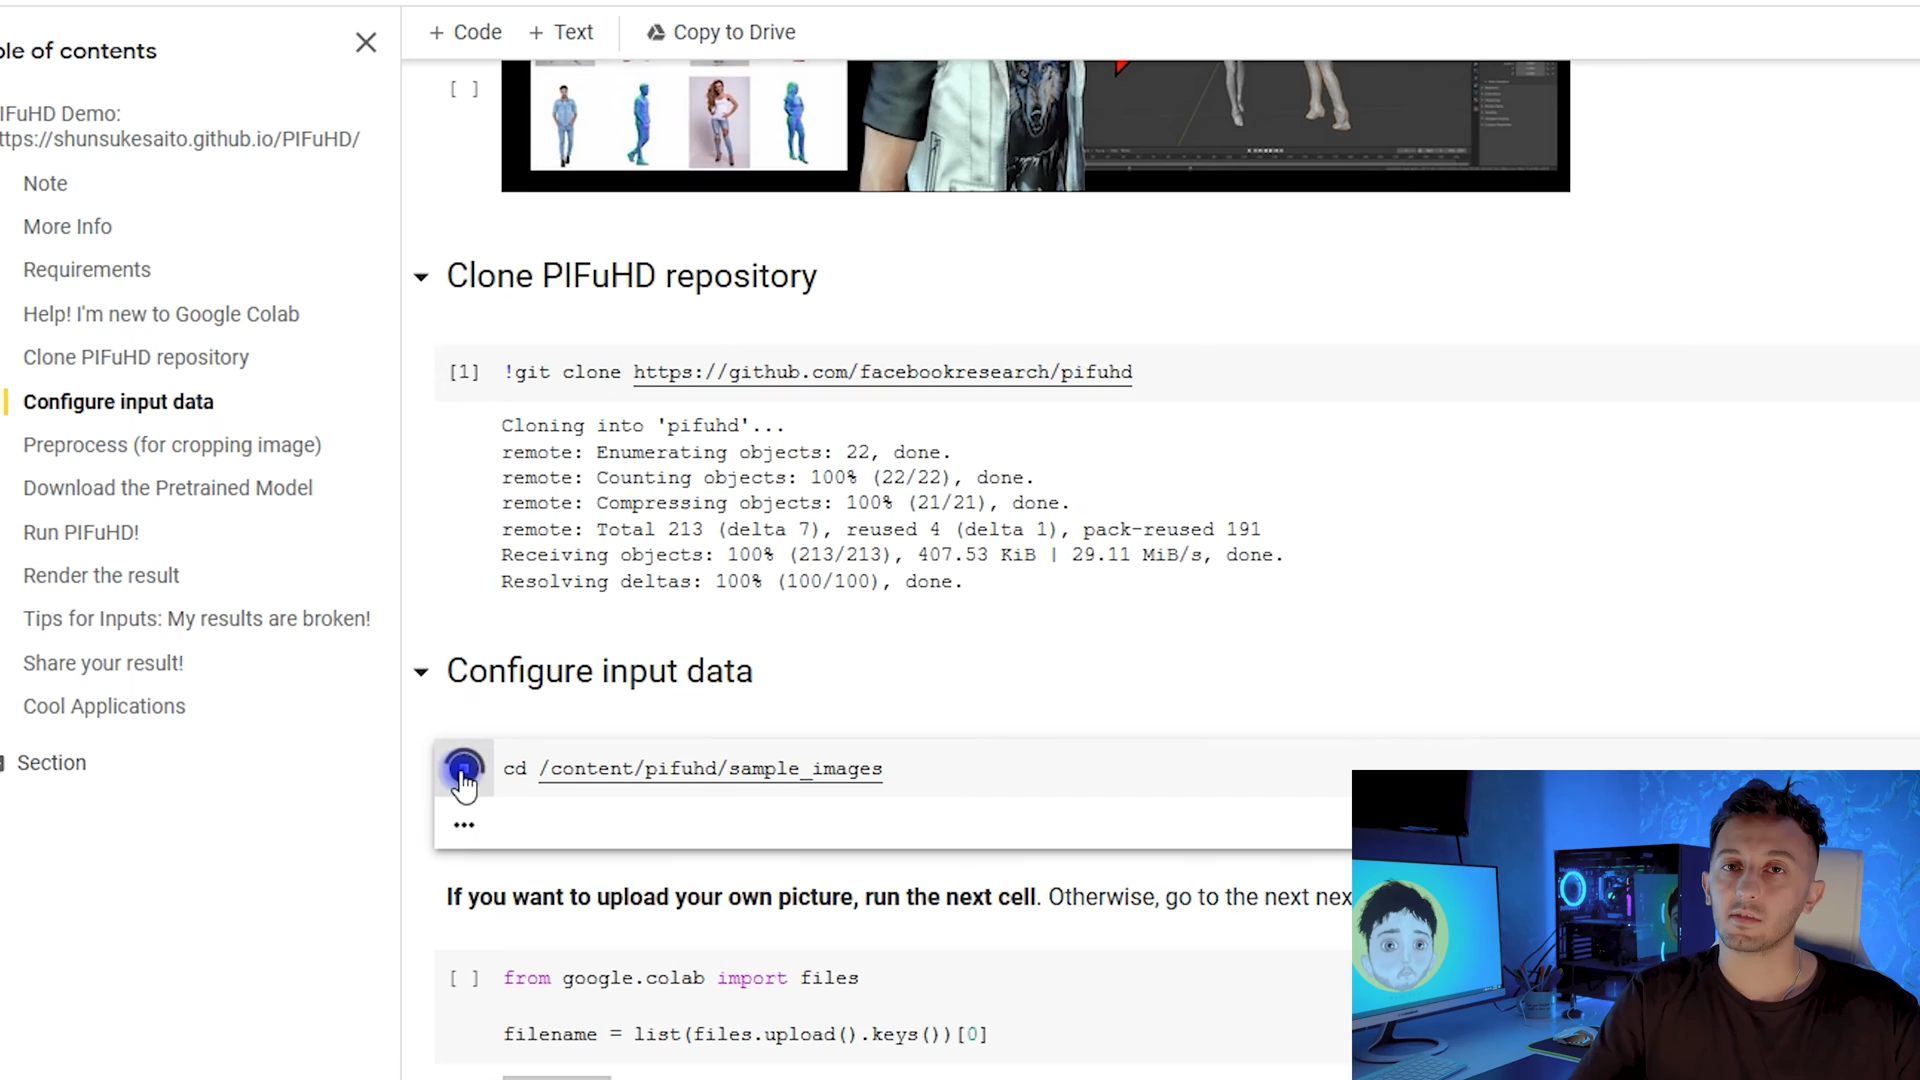 ole of contents
+ Code + Text Copy to Drive
IFuHD Demo:
ttps://shunsukesaito.github.io/PIFuHD/
Note
More Info
Requirements
Help! I'm new to Google Colab
Clone PIFuHD repository
Configure input data
Preprocess (for cropping image)
Download the Pretrained Model
Run PIFuHD!
Render the result
Tips for Inputs: My results are broken!
Share your result!
Cool Applications
Section
[ ]
Clone PIFuHD repository
[1] !git clone https://github.com/facebookresearch/pifuhd
Cloning into 'pifuhd'...
remote: Enumerating objects: 22, done.
remote: Counting objects: 100% (22/22), done.
remote: Compressing objects: 100% (21/21), done.
remote: Total 213 (delta 7), reused 4 (delta 1), pack-reused 191
Receiving objects: 100% (213/213), 407.53 KiB | 29.11 MiB/s, done.
Resolving deltas: 100% (100/100), done.
Configure input data
cd /content/pifuhd/sample_images
...
If you want to upload your own picture, run the next cell. Otherwise, go to the next nex
[ ] from google.colab import files
filename = list(files.upload().keys())[0]